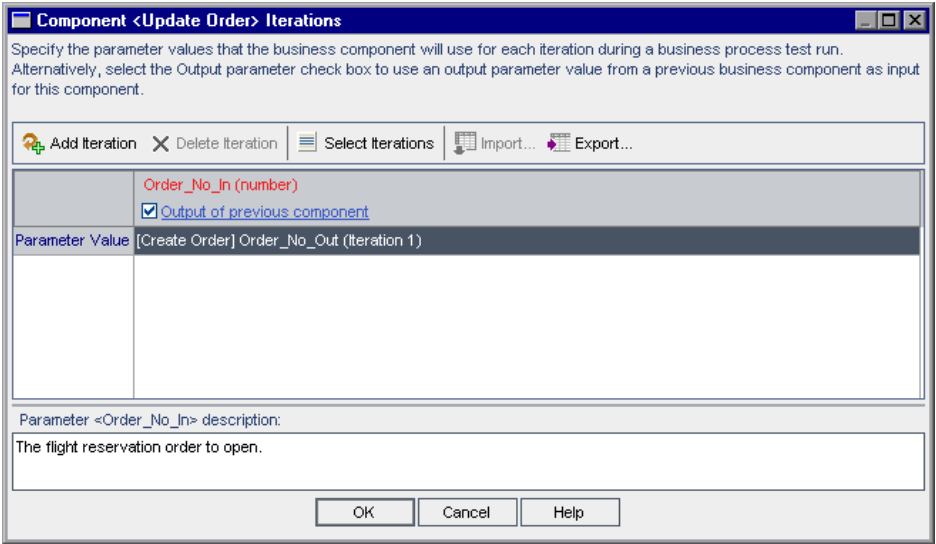 Component <Update Order> Iterations
Specify the parameter values that the business component will use for each iteration during a business process test run.
Alternatively, select the Output parameter check box to use an output parameter value from a previous business component as input
for this component.
Add Iteration Delete Iteration Select Iterations Import... Export...
Order_No_In (number)
Output of previous component
Parameter Value [Create Order] Order_No_Out (Iteration 1)
Parameter <Order_No_In> description:
The flight reservation order to open.
OK Cancel Help